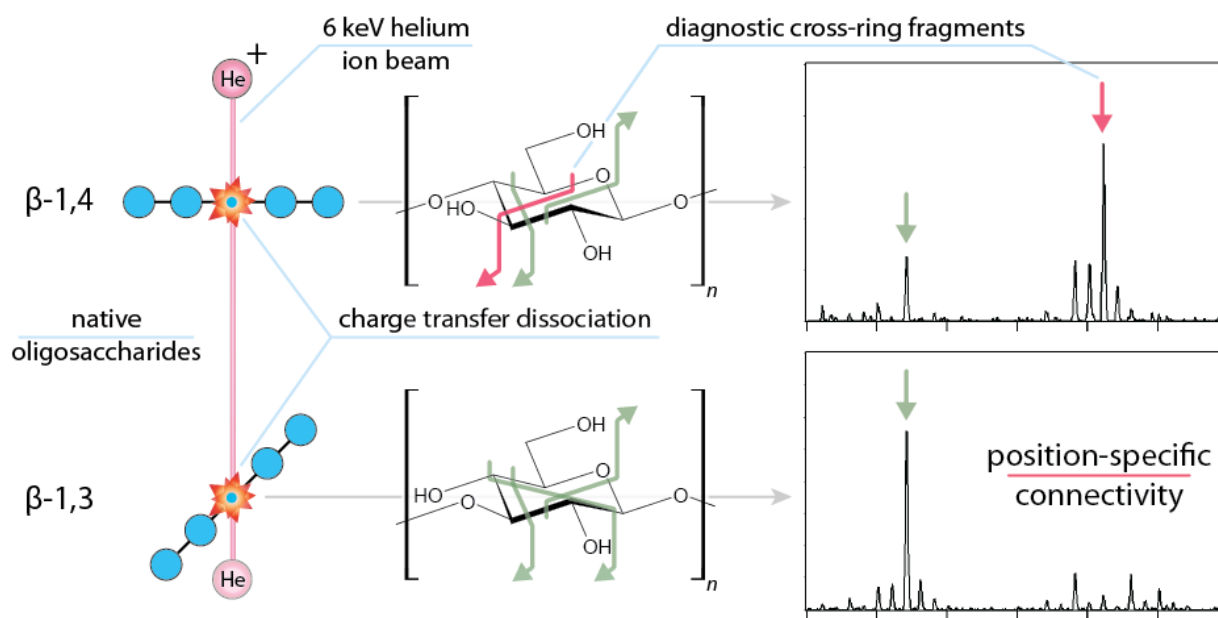 6 keV helium
ion beam
diagnostic cross-ring fragments
He
+
β-1,4
OH
O
O
HO
OH
O
n
native
oligosaccharides
charge transfer dissociation
β-1,3
OH
O
HO
O
OH
O
n
He
position-specific
connectivity